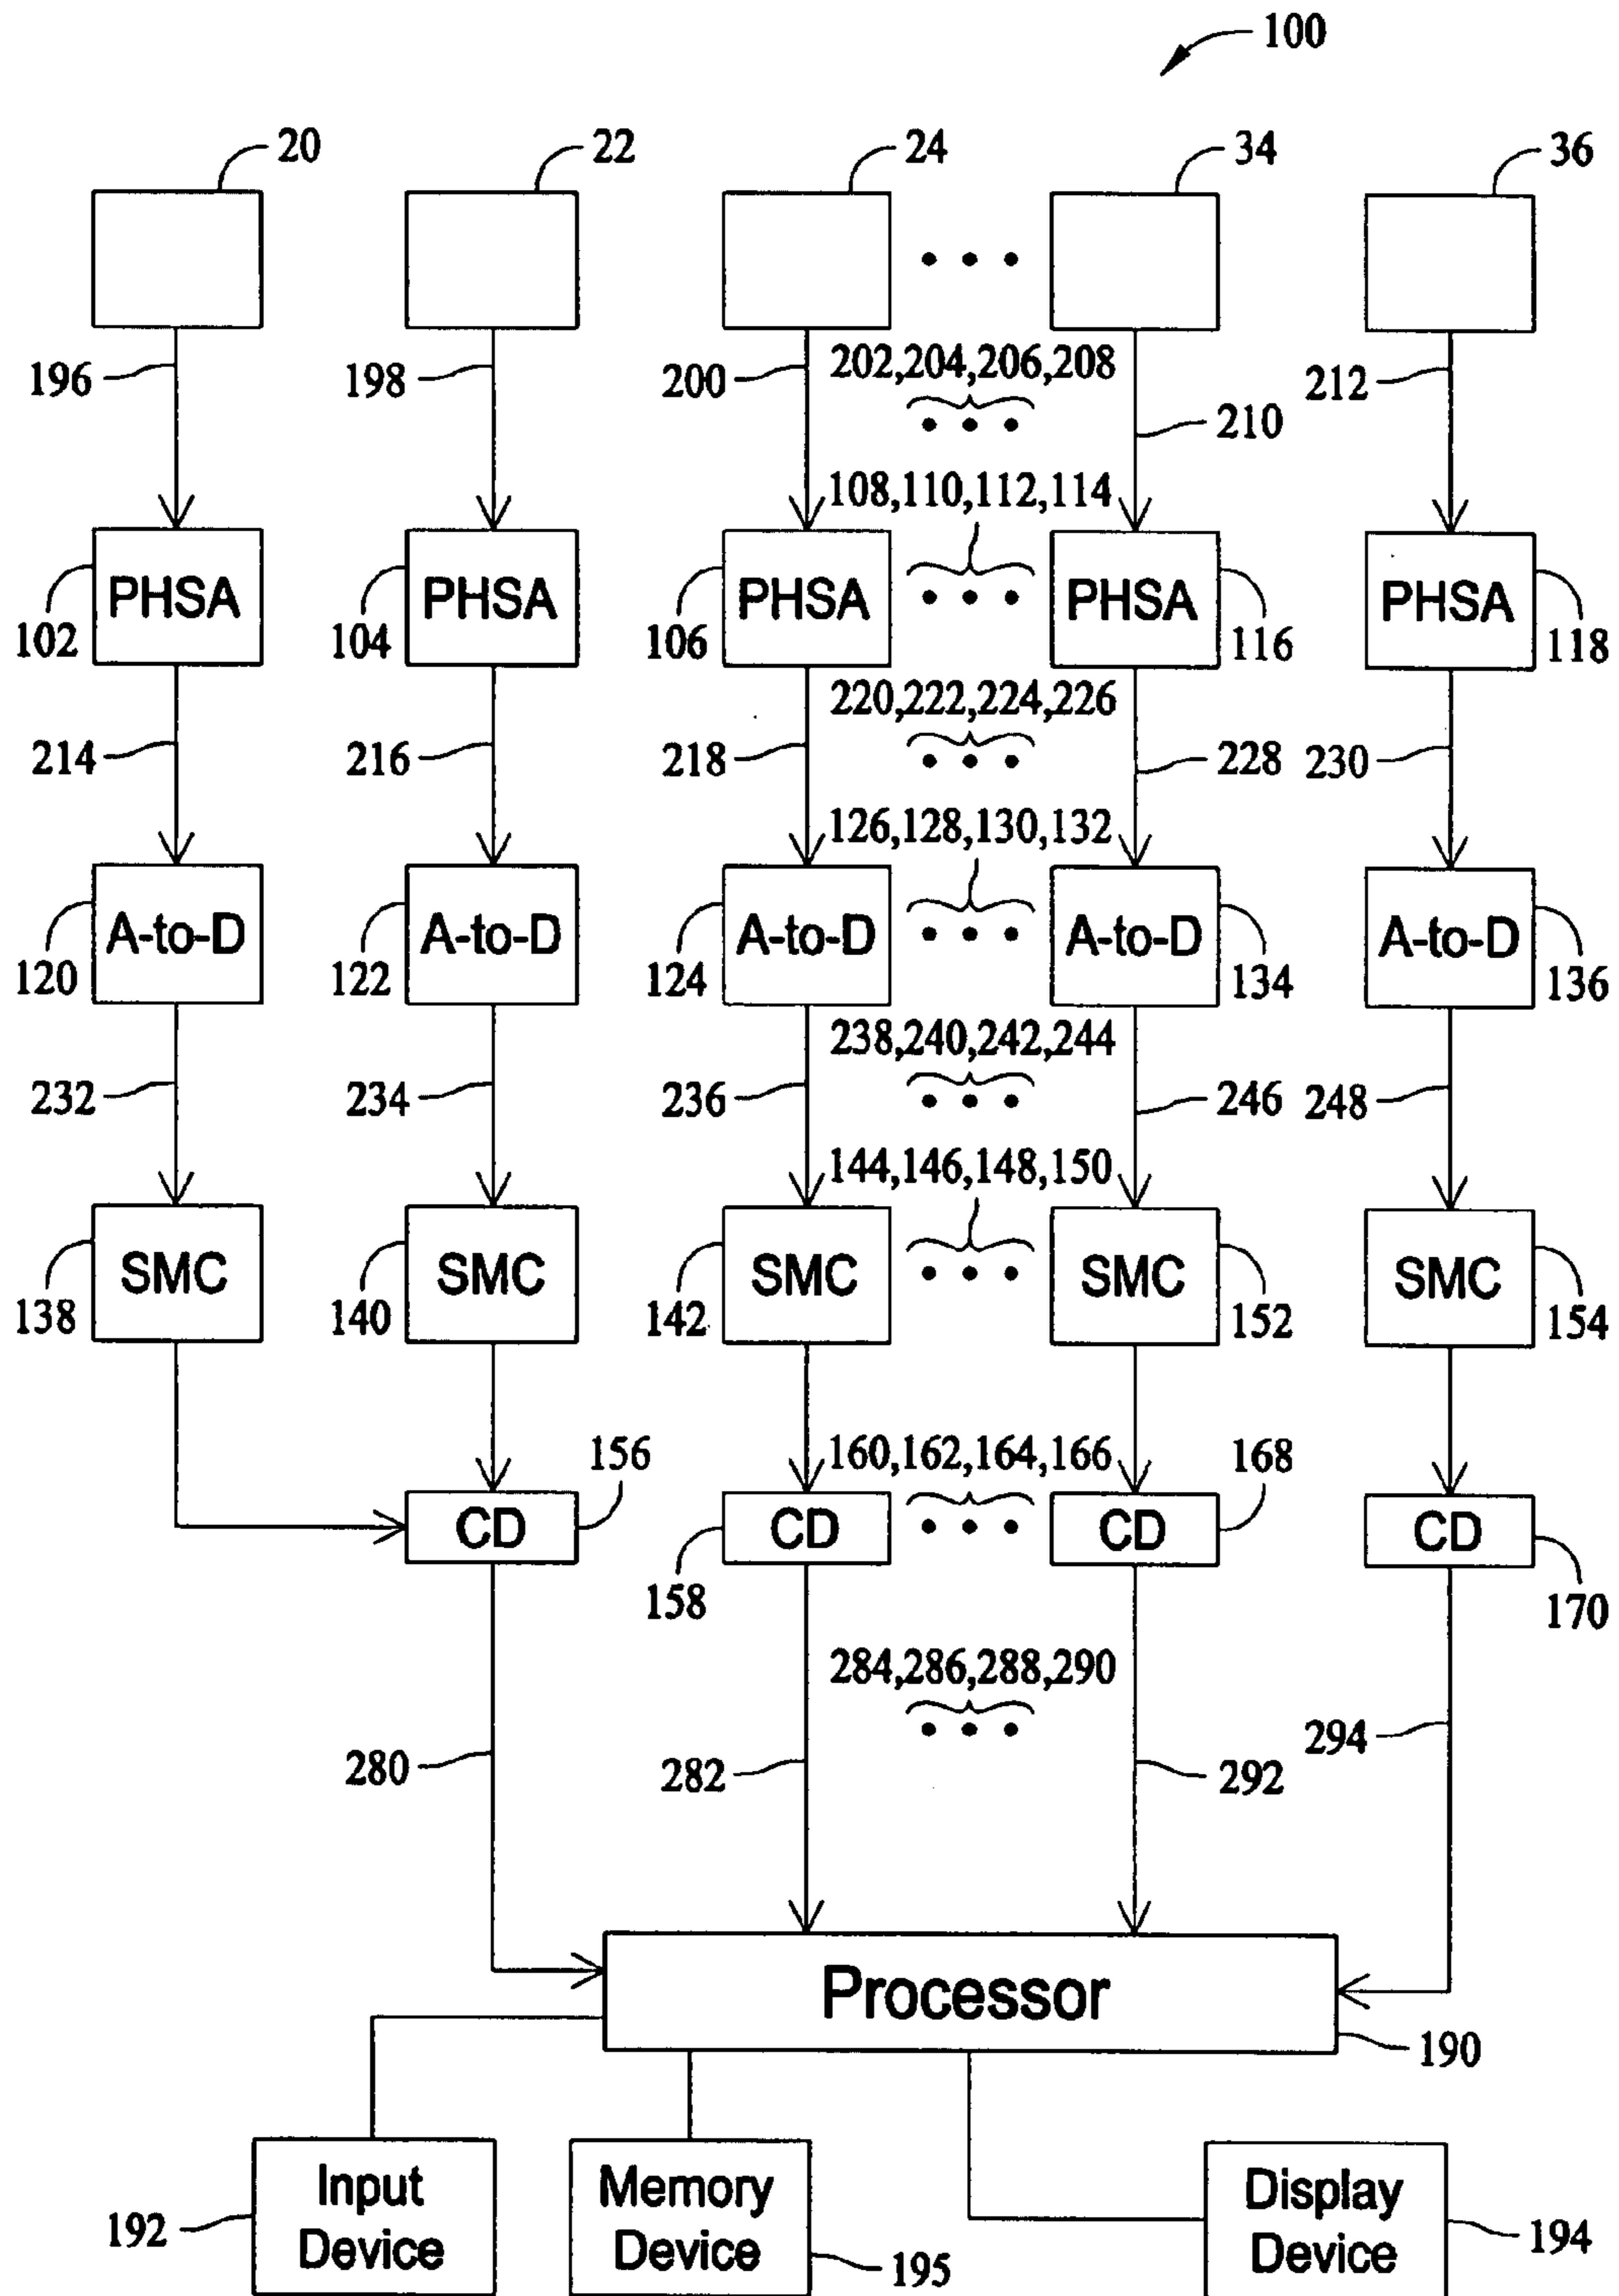 100
20 22 24 34 36
196 198 200 202,204,206,208 210 212
108,110,112,114
PHSA PHSA PHSA PHSA PHSA
102 104 106 116 118
220,222,224,226
214 216 218 228 230
126,128,130,132
A-to-D A-to-D A-to-D A-to-D A-to-D
120 122 124 134 136
238,240,242,244
232 234 236 246 248
144,146,148,150
SMC SMC SMC SMC SMC
138 140 142 152 154
156 160,162,164,166 168
CD CD CD CD
158 170
284,286,288,290
280 282 292 294
Processor
190
Input
Device
192
Memory
Device
195
Display
Device
194